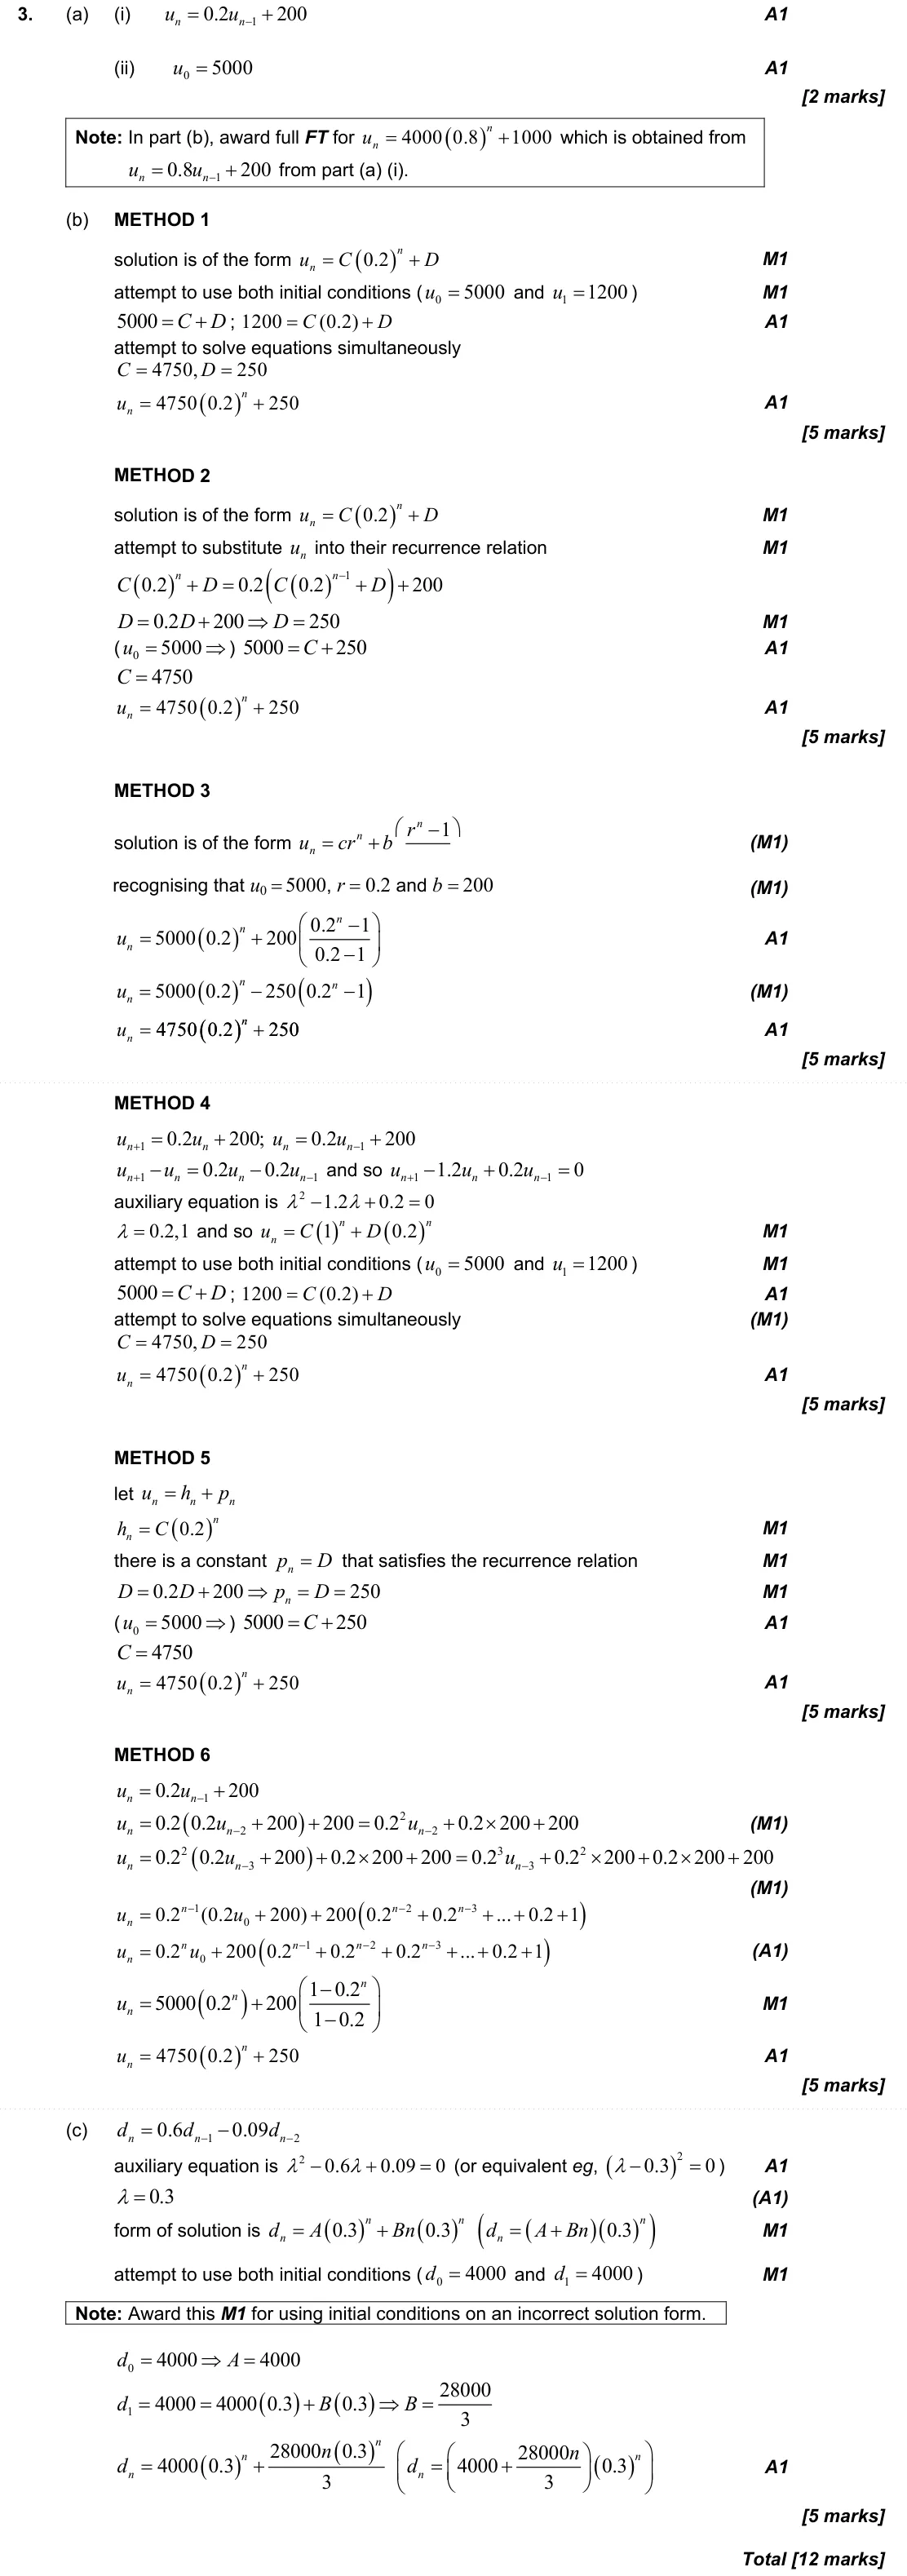 3. (a) (i) uₙ = 0.2uₙ₋₁ + 200 A1
(ii) u₀ = 5000 A1
[2 marks]
Note: In part (b), award full FT for uₙ = 4000(0.8)ⁿ + 1000 which is obtained from
uₙ = 0.8uₙ₋₁ + 200 from part (a) (i).
(b) METHOD 1
solution is of the form uₙ = C(0.2)ⁿ + D M1
attempt to use both initial conditions (u₀ = 5000 and u₁ = 1200) M1
5000 = C + D; 1200 = C(0.2) + D A1
attempt to solve equations simultaneously
C = 4750, D = 250
uₙ = 4750(0.2)ⁿ + 250 A1
[5 marks]
METHOD 2
solution is of the form uₙ = C(0.2)ⁿ + D M1
attempt to substitute uₙ into their recurrence relation M1
C(0.2)ⁿ + D = 0.2(C(0.2)ⁿ⁻¹ + D) + 200
D = 0.2D + 200 ⇒ D = 250 M1
(u₀ = 5000 ⇒) 5000 = C + 250 A1
C = 4750
uₙ = 4750(0.2)ⁿ + 250 A1
[5 marks]
METHOD 3
solution is of the form uₙ = crⁿ + b(rⁿ − 1) (M1)
recognising that u₀ = 5000, r = 0.2 and b = 200 (M1)
uₙ = 5000(0.2)ⁿ + 200((0.2ⁿ − 1)/(0.2 − 1)) A1
uₙ = 5000(0.2)ⁿ − 250(0.2ⁿ − 1) (M1)
uₙ = 4750(0.2)ⁿ + 250 A1
[5 marks]
METHOD 4
uₙ₊₁ = 0.2uₙ + 200; uₙ = 0.2uₙ₋₁ + 200
uₙ₊₁ − uₙ = 0.2uₙ − 0.2uₙ₋₁ and so uₙ₊₁ − 1.2uₙ + 0.2uₙ₋₁ = 0
auxiliary equation is λ² − 1.2λ + 0.2 = 0
λ = 0.2, 1 and so uₙ = C(1)ⁿ + D(0.2)ⁿ M1
attempt to use both initial conditions (u₀ = 5000 and u₁ = 1200) M1
5000 = C + D; 1200 = C(0.2) + D A1
attempt to solve equations simultaneously (M1)
C = 4750, D = 250
uₙ = 4750(0.2)ⁿ + 250 A1
[5 marks]
METHOD 5
let uₙ = hₙ + pₙ
hₙ = C(0.2)ⁿ M1
there is a constant pₙ = D that satisfies the recurrence relation M1
D = 0.2D + 200 ⇒ pₙ = D = 250 M1
(u₀ = 5000 ⇒) 5000 = C + 250 A1
C = 4750
uₙ = 4750(0.2)ⁿ + 250 A1
[5 marks]
METHOD 6
uₙ = 0.2uₙ₋₁ + 200
uₙ = 0.2(0.2uₙ₋₂ + 200) + 200 = 0.2²uₙ₋₂ + 0.2 × 200 + 200 (M1)
uₙ = 0.2²(0.2uₙ₋₃ + 200) + 0.2 × 200 + 200 = 0.2³uₙ₋₃ + 0.2² × 200 + 0.2 × 200 + 200
(M1)
uₙ = 0.2ⁿ⁻¹(0.2u₀ + 200) + 200(0.2ⁿ⁻² + 0.2ⁿ⁻³ + ... + 0.2 + 1)
uₙ = 0.2ⁿu₀ + 200(0.2ⁿ⁻¹ + 0.2ⁿ⁻² + 0.2ⁿ⁻³ + ... + 0.2 + 1) (A1)
uₙ = 5000(0.2ⁿ) + 200((1 − 0.2ⁿ)/(1 − 0.2)) M1
uₙ = 4750(0.2)ⁿ + 250 A1
[5 marks]
(c) dₙ = 0.6dₙ₋₁ − 0.09dₙ₋₂
auxiliary equation is λ² − 0.6λ + 0.09 = 0 (or equivalent eg, (λ − 0.3)² = 0) A1
λ = 0.3 (A1)
form of solution is dₙ = A(0.3)ⁿ + Bn(0.3)ⁿ (dₙ = (A + Bn)(0.3)ⁿ) M1
attempt to use both initial conditions (d₀ = 4000 and d₁ = 4000) M1
Note: Award this M1 for using initial conditions on an incorrect solution form.
d₀ = 4000 ⇒ A = 4000
d₁ = 4000 = 4000(0.3) + B(0.3) ⇒ B = 28000/3
dₙ = 4000(0.3)ⁿ + 28000n(0.3)ⁿ/3 (dₙ = (4000 + 28000n/3)(0.3)ⁿ) A1
[5 marks]
Total [12 marks]